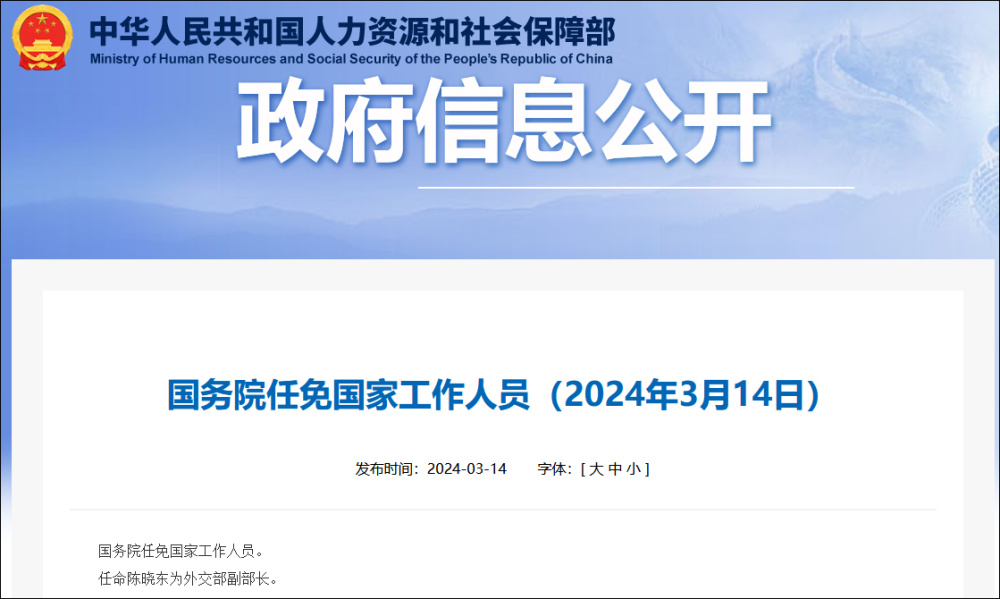 中华人民共和国人力资源和社会保障部
Ministry of Human Resources and Social Security of the People's Republic of China
政府信息公开
国务院任免国家工作人员（2024年3月14日）
发布时间：2024-03-14 字体：[ 大 中 小 ]
国务院任免国家工作人员。
任命陈晓东为外交部副部长。